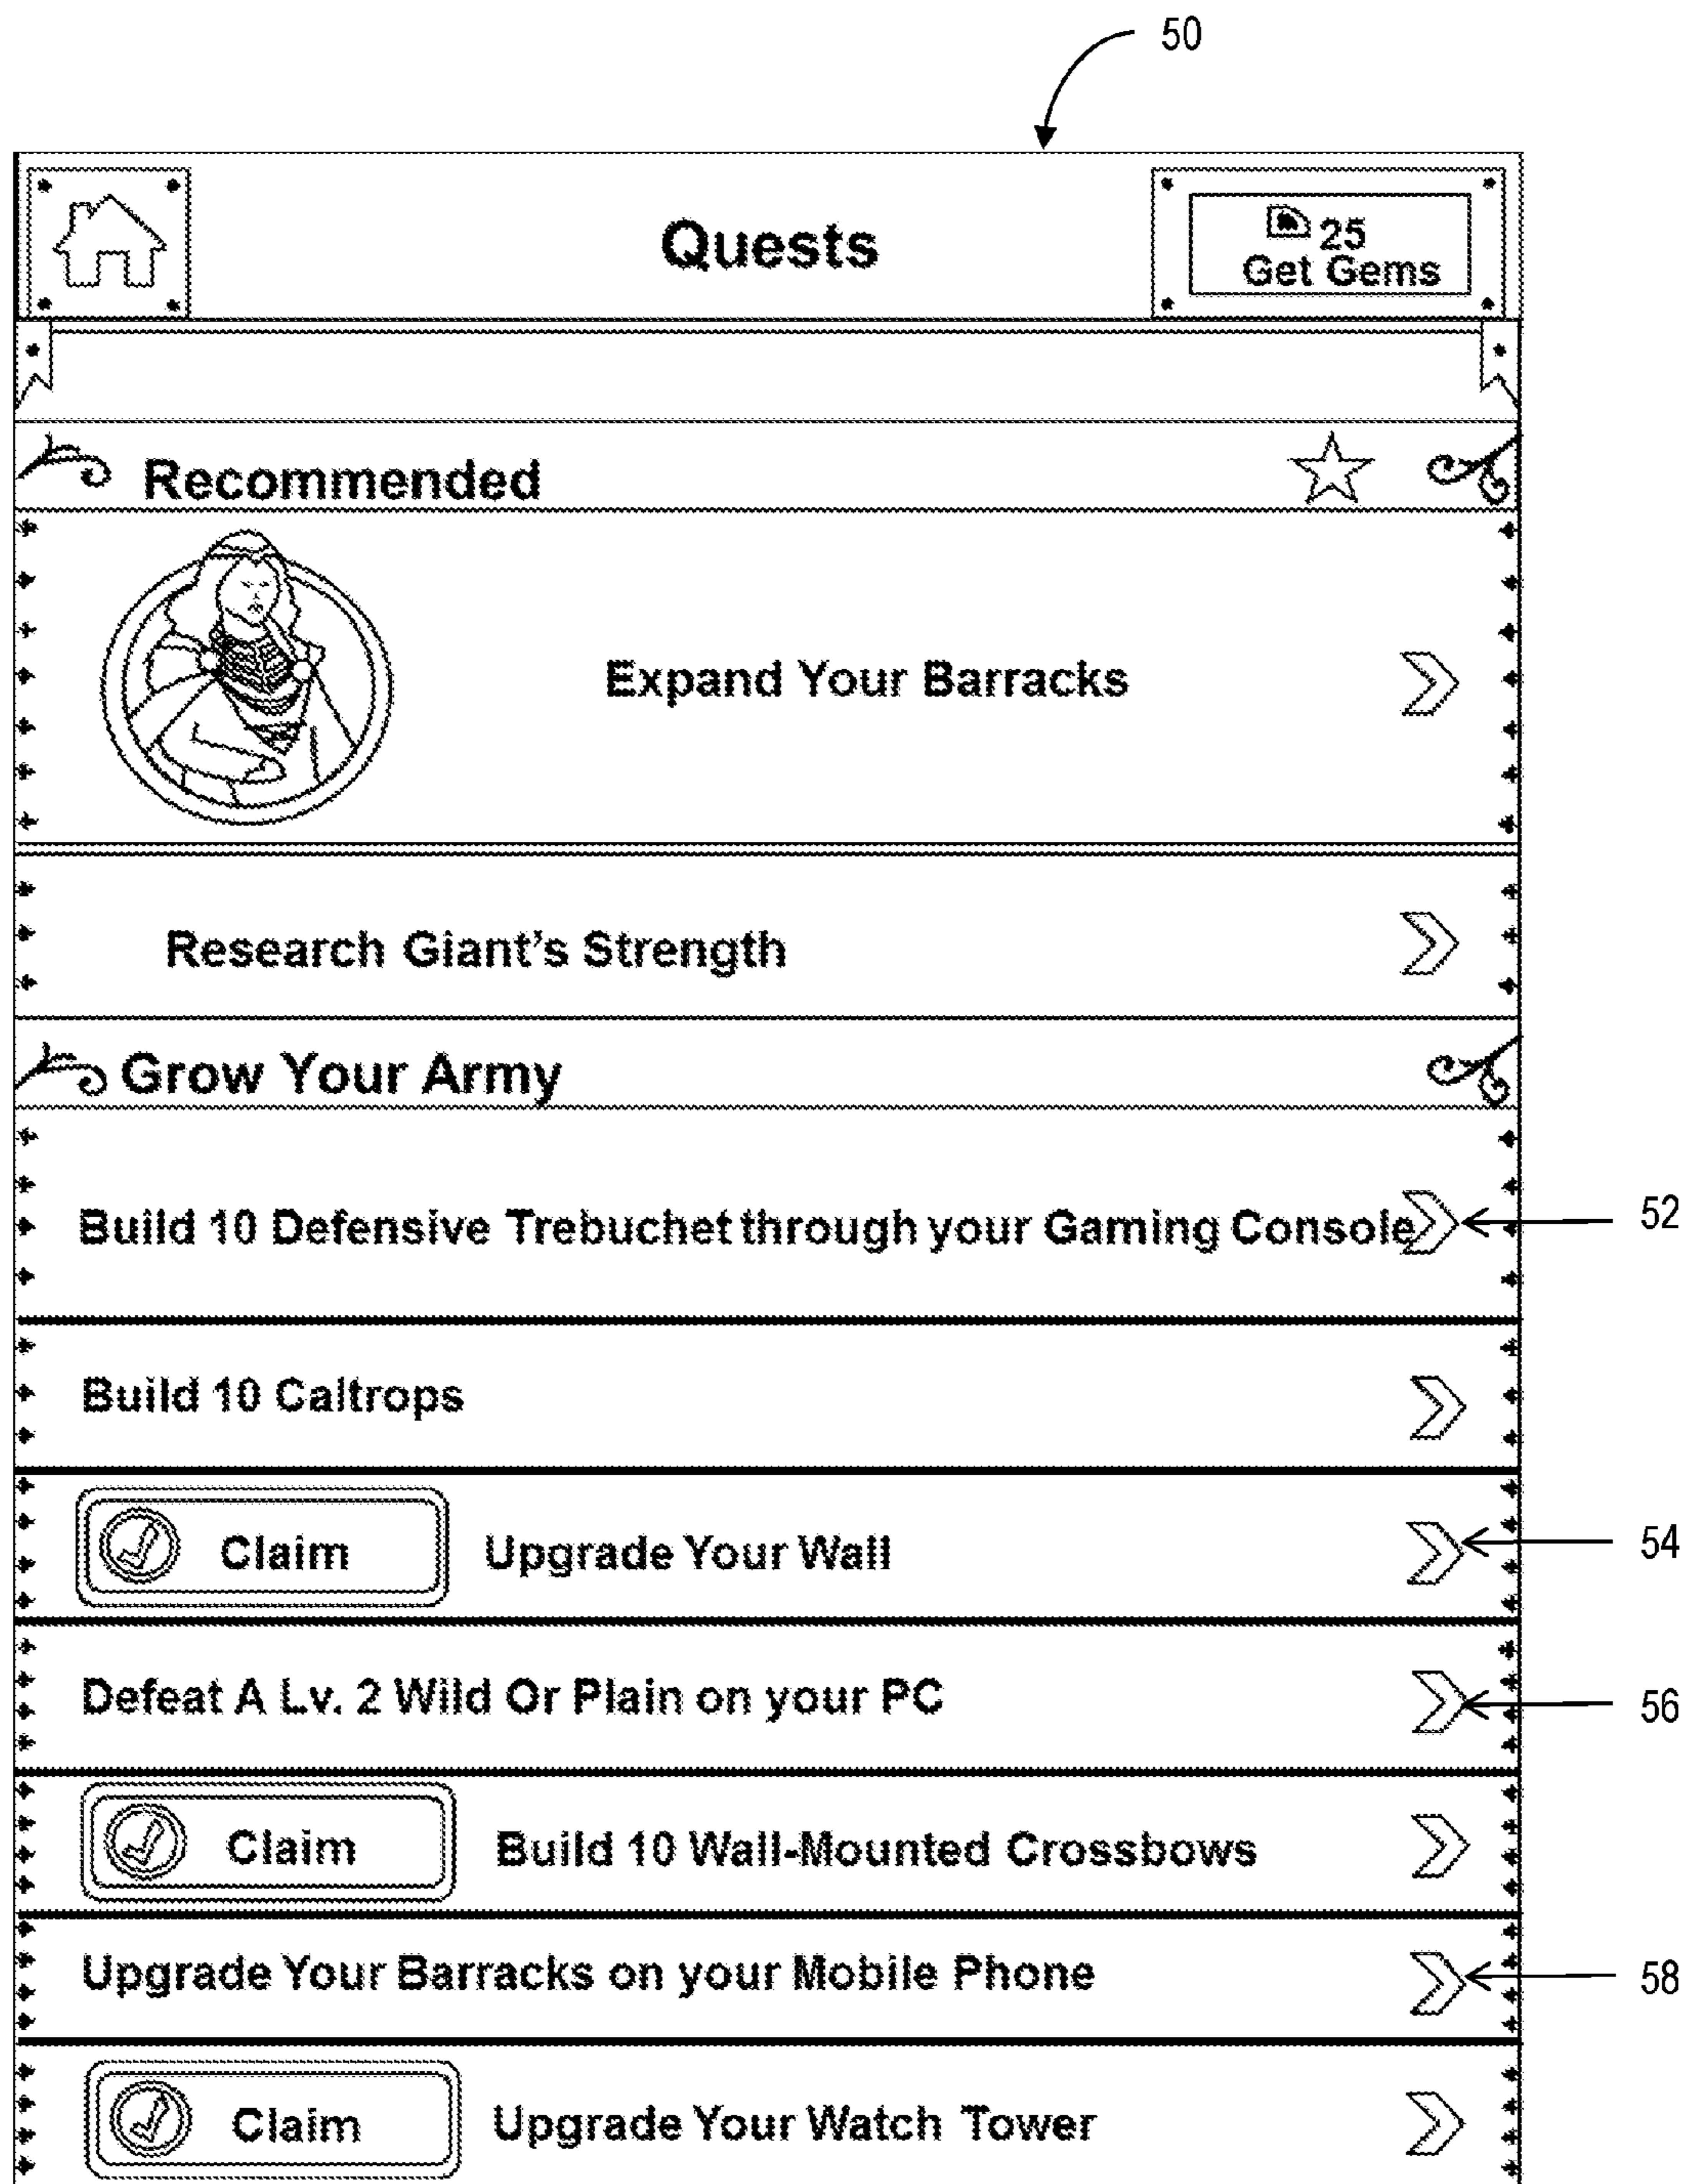 50
Quests
25
Get Gems
Recommended
Expand Your Barracks
Research Giant's Strength
Grow Your Army
Build 10 Defensive Trebuchet through your Gaming Console
52
Build 10 Caltrops
Claim Upgrade Your Wall
54
Defeat A Lv. 2 Wild Or Plain on your PC
56
Claim Build 10 Wall-Mounted Crossbows
Upgrade Your Barracks on your Mobile Phone
58
Claim Upgrade Your Watch Tower